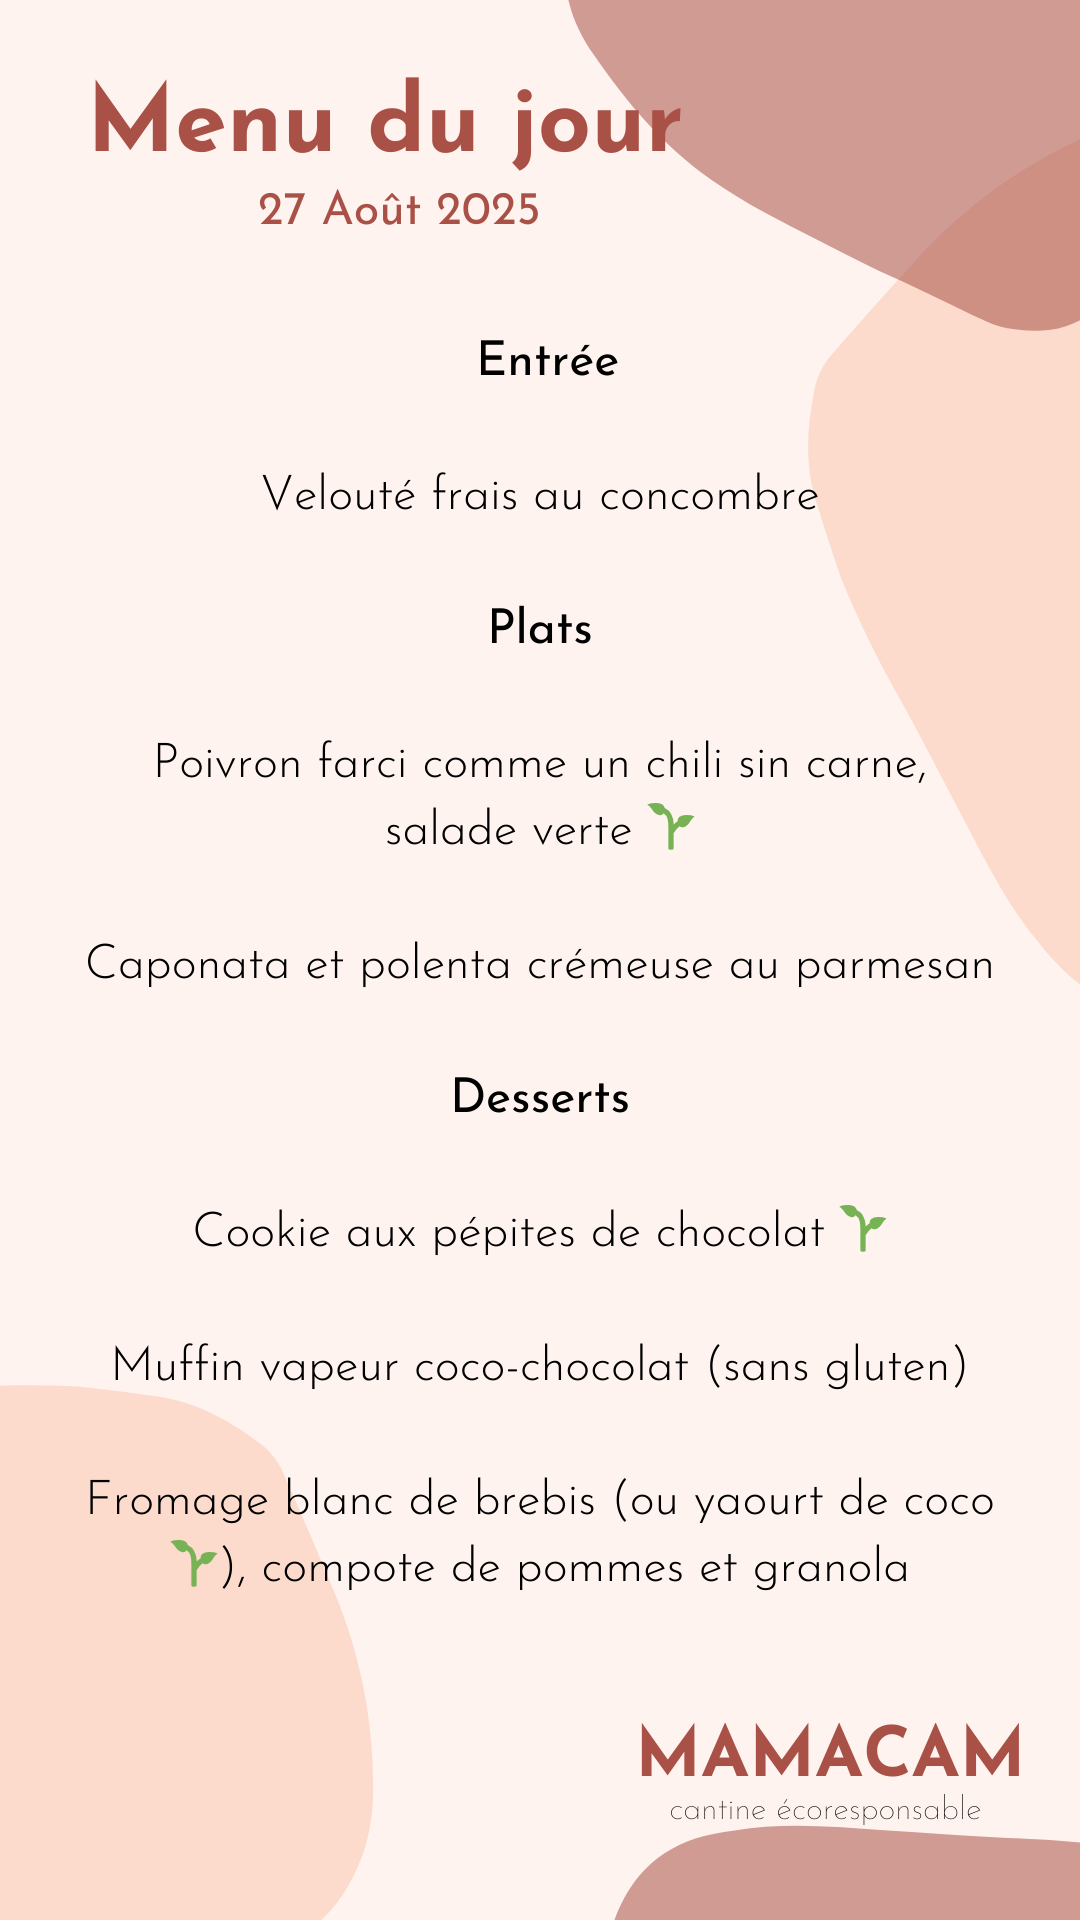 Menu du jour
27 Août 2025
Entrée
Velouté frais au concombre
Plats
Poivron farci comme un chili sin carne,
salade verte 🌱
Caponata et polenta crémeuse au parmesan
Desserts
Cookie aux pépites de chocolat 🌱
Muffin vapeur coco-chocolat (sans gluten)
Fromage blanc de brebis (ou yaourt de coco
🌱), compote de pommes et granola
MAMACAM
cantine écoresponsable